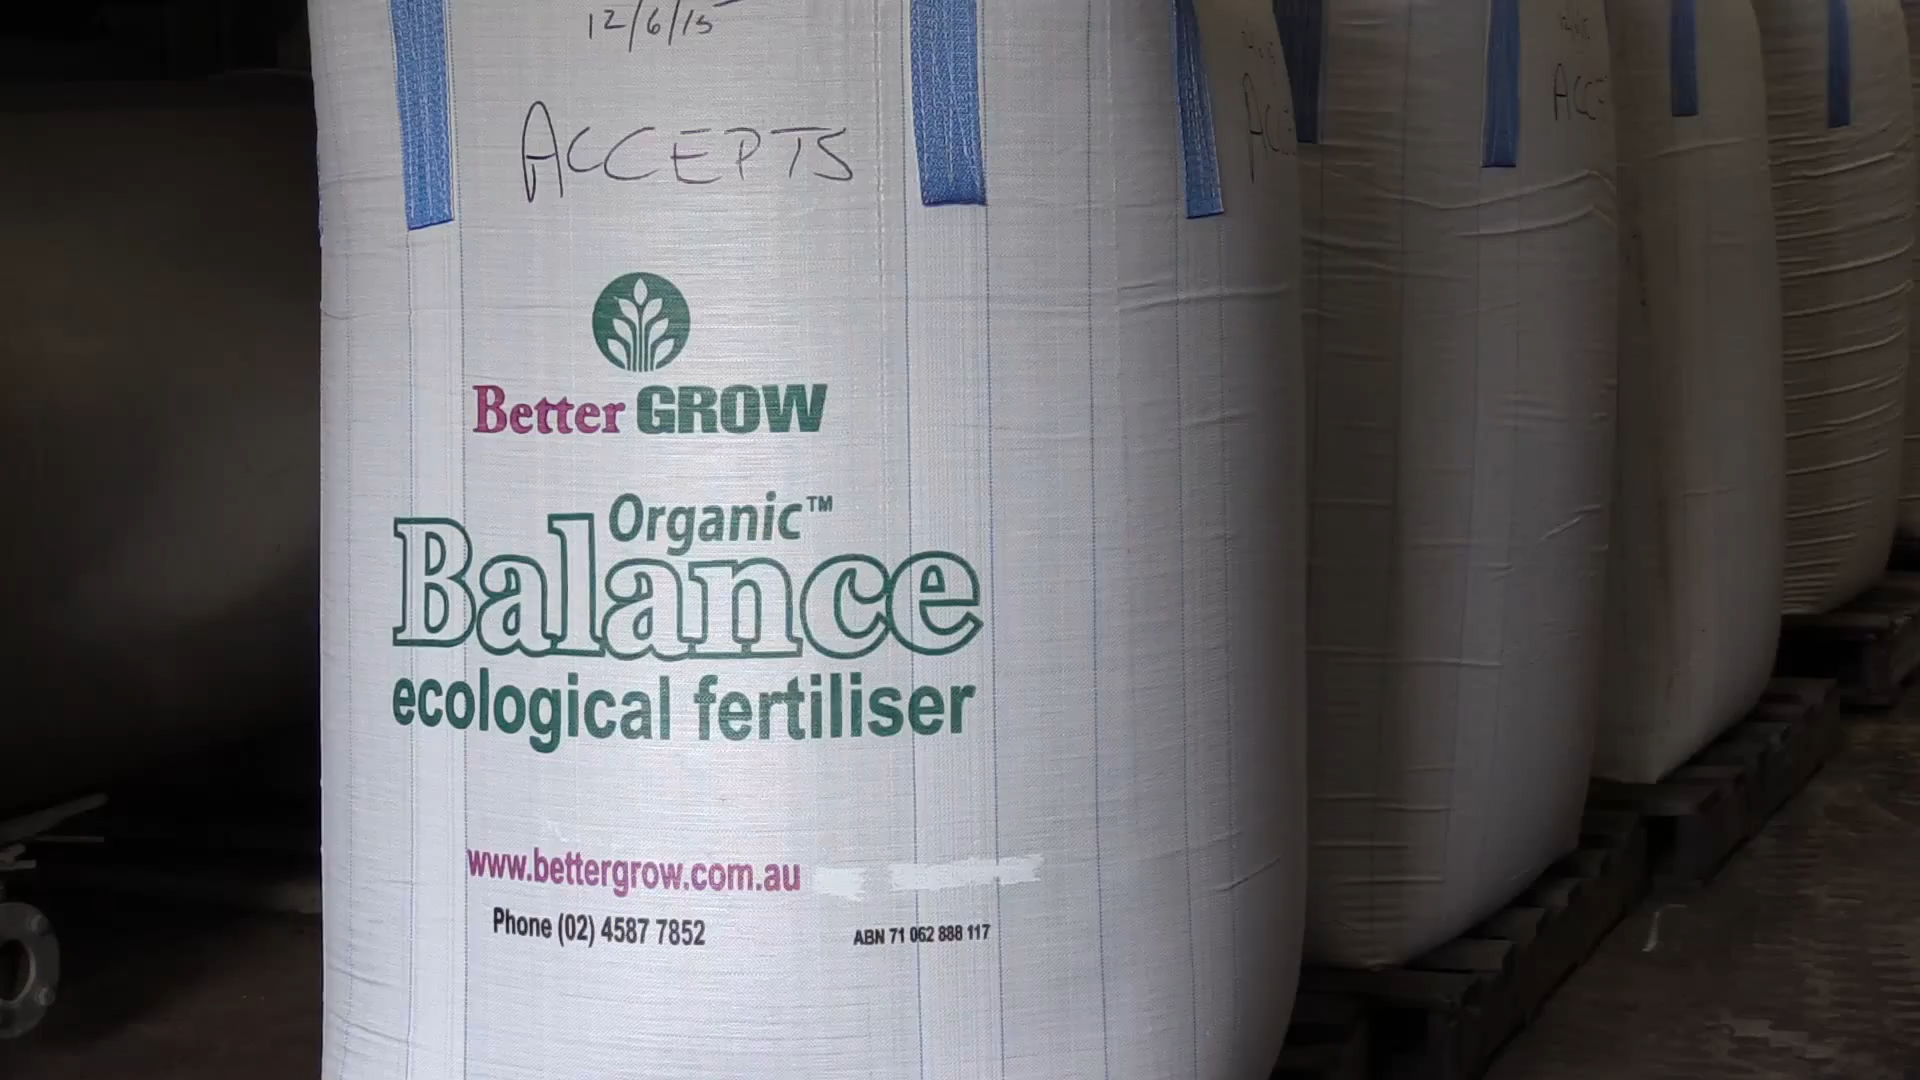 12/6/15
ACCEPTS
Better GROW
Organic™
Balance
ecological fertiliser
www.bettergrow.com.au
Phone (02) 4587 7852
ABN 71 062 888 117